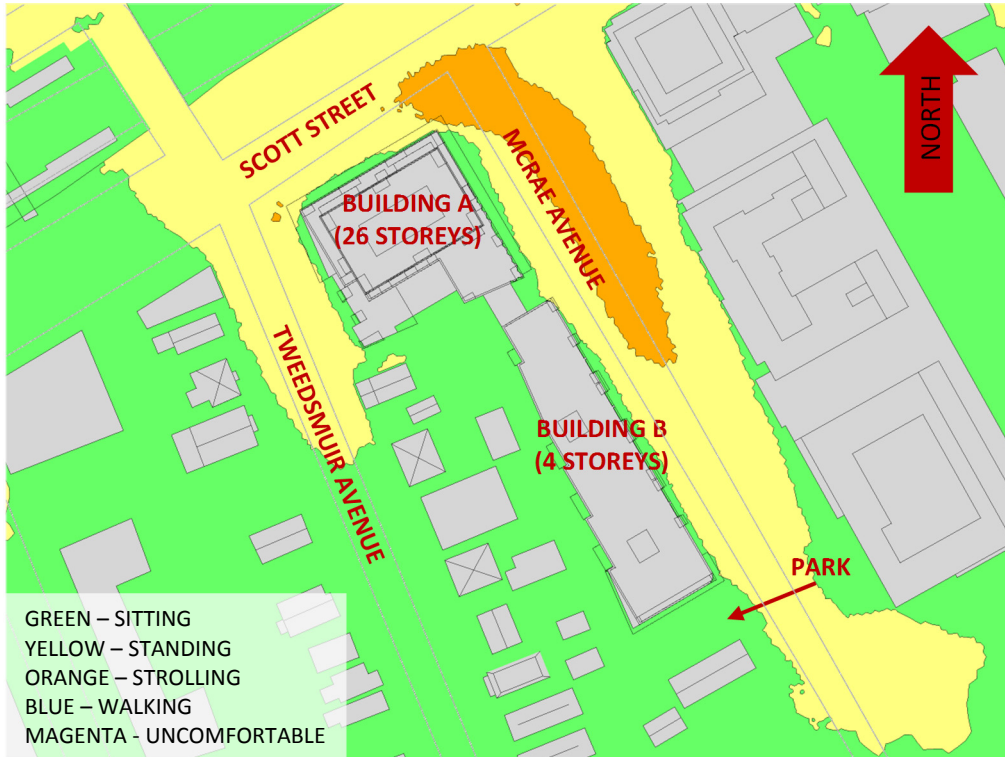 NORTH
SCOTT STREET
MCRAE AVENUE
BUILDING A
(26 STOREYS)
TWEEDSMUIR AVENUE
BUILDING B
(4 STOREYS)
PARK
GREEN – SITTING
YELLOW – STANDING
ORANGE – STROLLING
BLUE – WALKING
MAGENTA - UNCOMFORTABLE